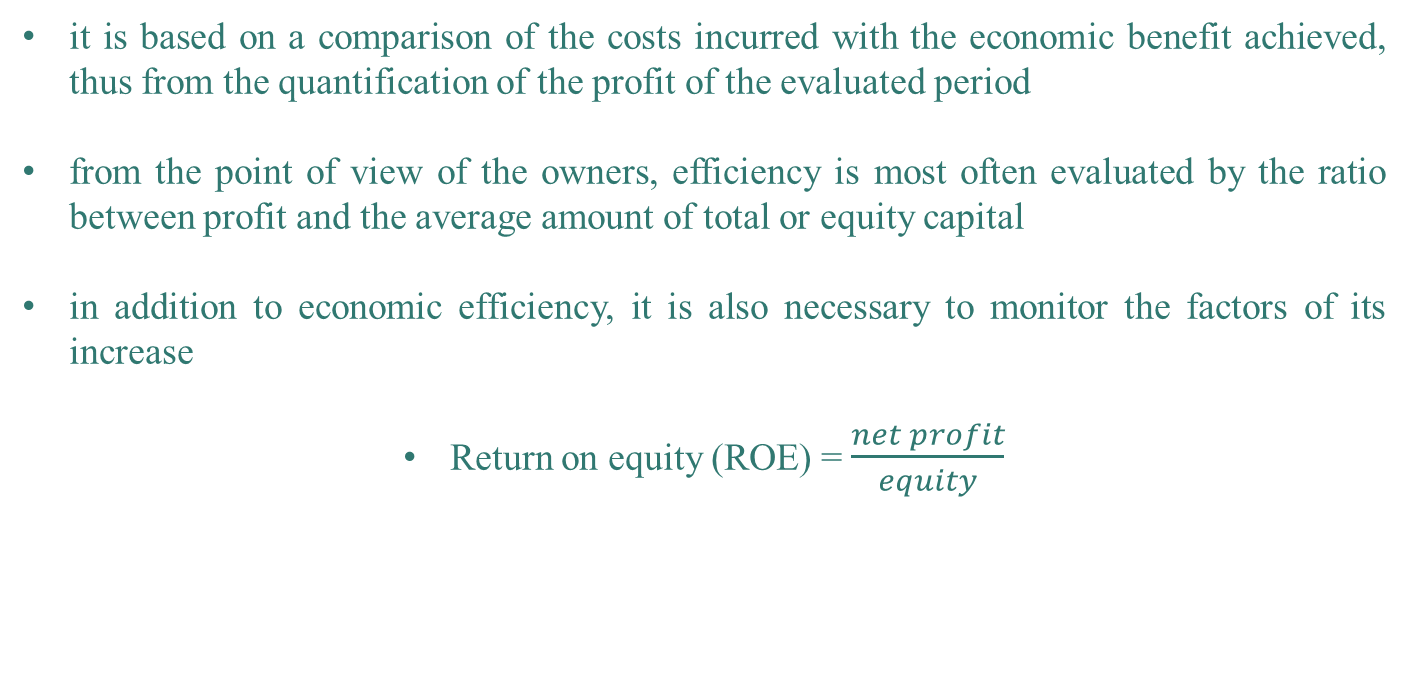 • it is based on a comparison of the costs incurred with the economic benefit achieved,
thus from the quantification of the profit of the evaluated period
• from the point of view of the owners, efficiency is most often evaluated by the ratio
between profit and the average amount of total or equity capital
• in addition to economic efficiency, it is also necessary to monitor the factors of its
increase
• Return on equity (ROE) = net profit
equity